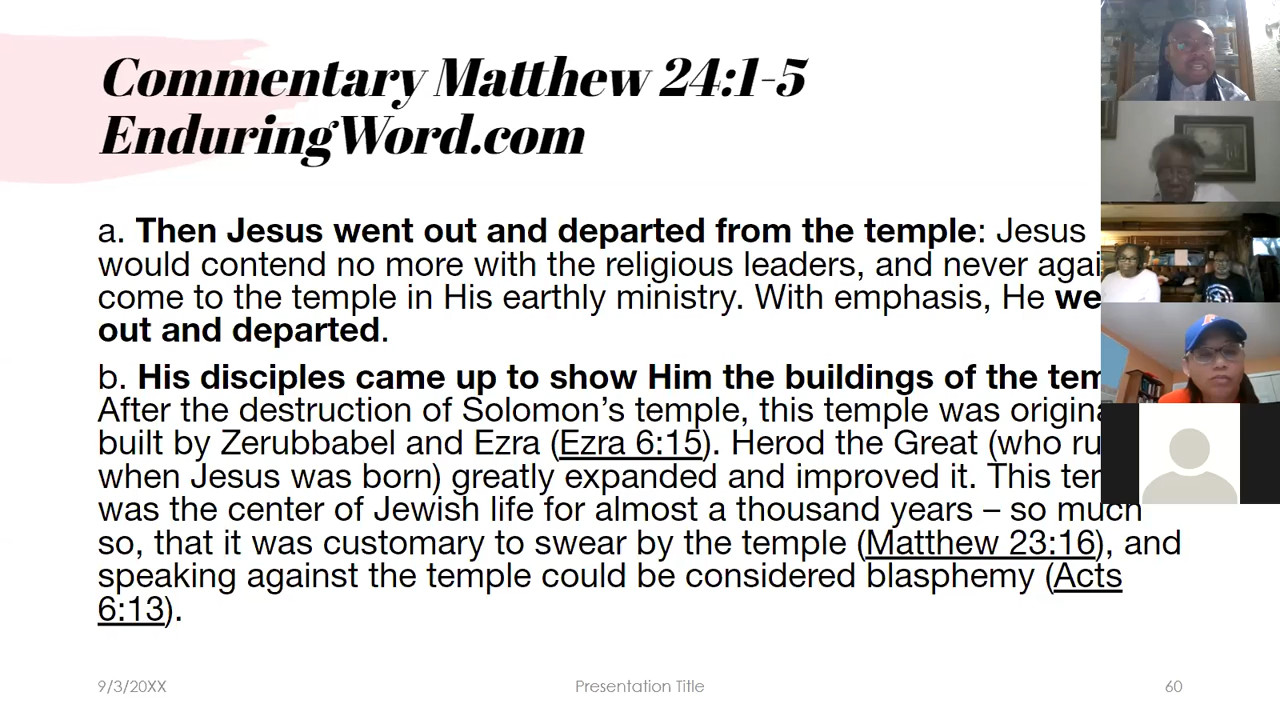 Commentary Matthew 24:1-5
EnduringWord.com
a. Then Jesus went out and departed from the temple: Jesus
would contend no more with the religious leaders, and never
come to the temple in His earthly ministry. With emphasis, He
out and departed.
b. His disciples came up to show Him the buildings of the
After the destruction of Solomon’s temple, this temple was
built by Zerubbabel and Ezra (Ezra 6:15). Herod the Great (who
when Jesus was born) greatly expanded and improved it. This
was the center of Jewish life for almost a thousand years – so much
so, that it was customary to swear by the temple (Matthew 23:16), and
speaking against the temple could be considered blasphemy (Acts
6:13).
9/3/20XX
Presentation Title
60